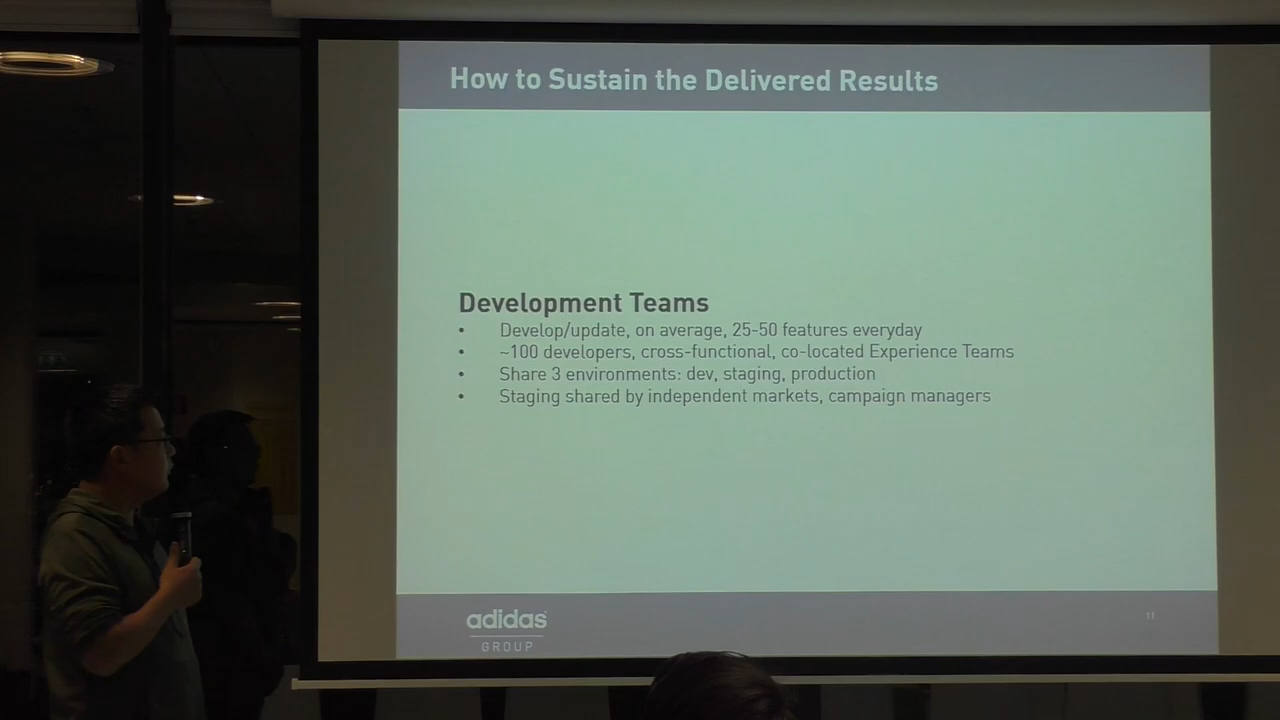 How to Sustain the Delivered Results
Development Teams
• Develop/update, on average, 25-50 features everyday
• ~100 developers, cross-functional, co-located Experience Teams
• Share 3 environments: dev, staging, production
• Staging shared by independent markets, campaign managers
adidas
GROUP
11